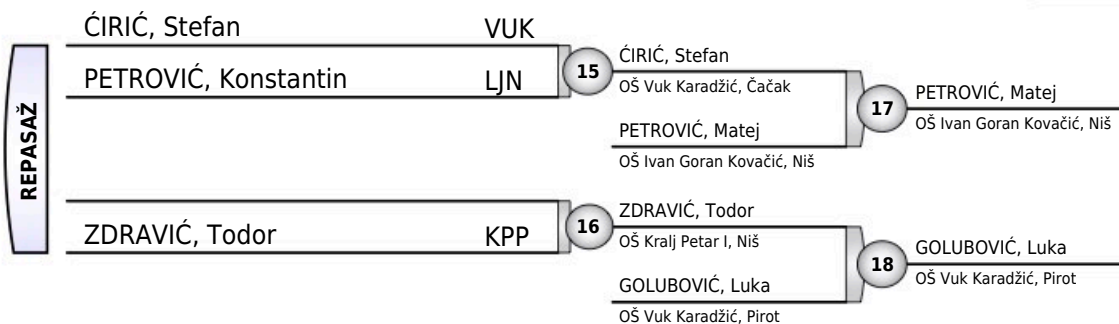 REPASAŽ
ĆIRIĆ, Stefan VUK
PETROVIĆ, Konstantin LJN
15
ĆIRIĆ, Stefan
OŠ Vuk Karadžić, Čačak
PETROVIĆ, Matej
OŠ Ivan Goran Kovačić, Niš
17
PETROVIĆ, Matej
OŠ Ivan Goran Kovačić, Niš
ZDRAVIĆ, Todor KPP
16
ZDRAVIĆ, Todor
OŠ Kralj Petar I, Niš
GOLUBOVIĆ, Luka
OŠ Vuk Karadžić, Pirot
18
GOLUBOVIĆ, Luka
OŠ Vuk Karadžić, Pirot